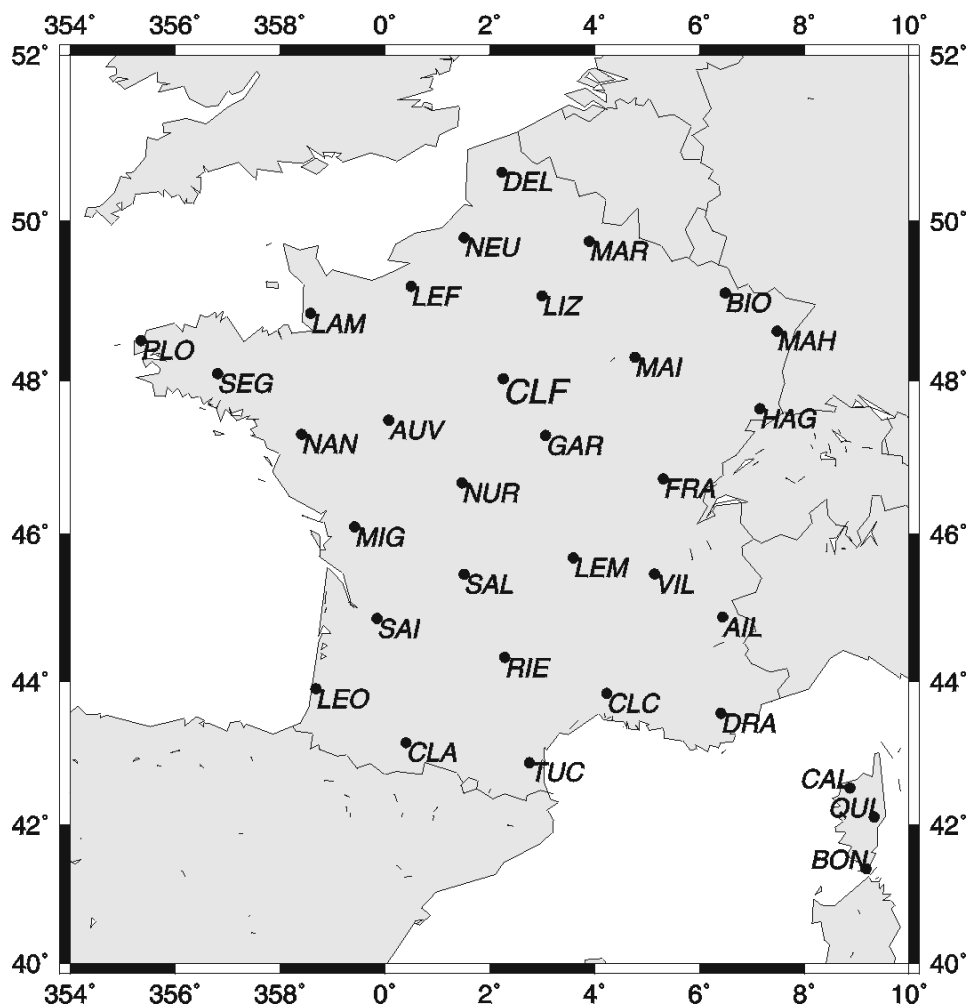 354° 356° 358° 0° 2° 4° 6° 8° 10°
52° 52°
DEL
50° 50°
NEU MAR
LEF LIZ BIO
LAM
PLO MAI MAH
SEG
48° CLF 48°
HAG
NAN AUV GAR
NUR FRA
46° 46°
MIG
LEM
SAL VIL
SAI AIL
RIE
44° 44°
LEO CLC
DRA
CLA
TUC
CAL
QUI
42° 42°
BON
40° 40°
354° 356° 358° 0° 2° 4° 6° 8° 10°